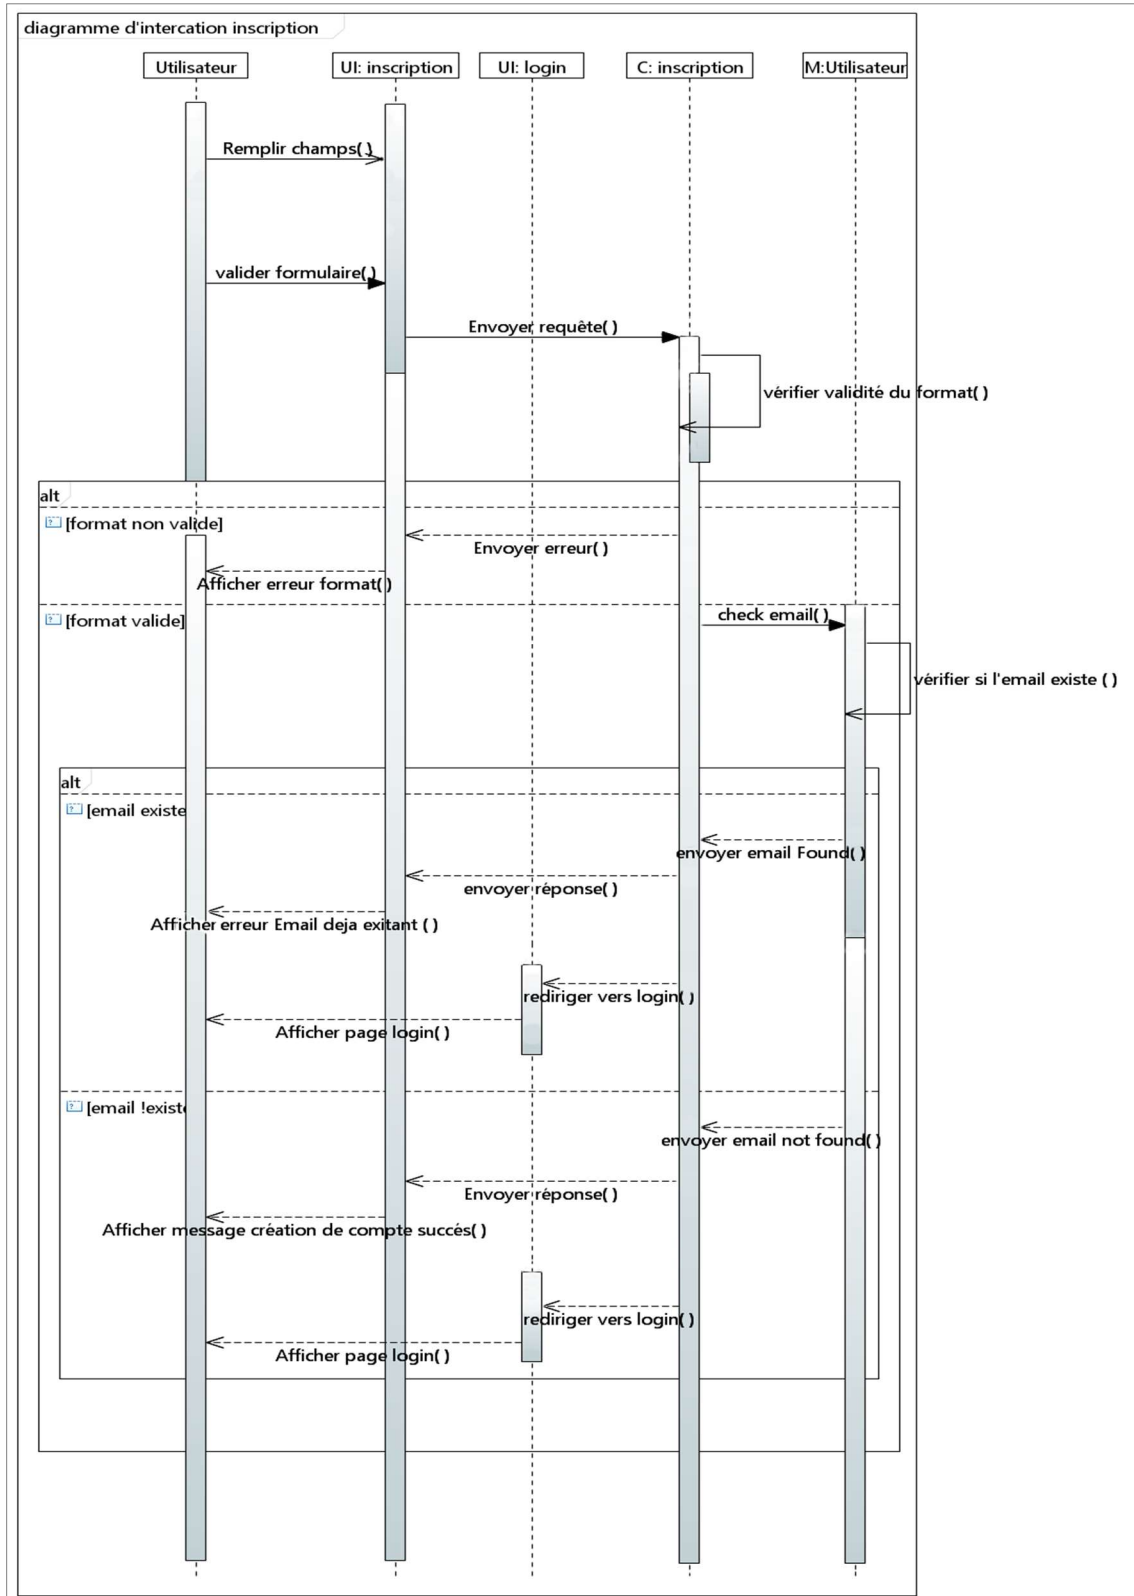 diagramme d'intercation inscription
Utilisateur
UI: inscription
UI: login
C: inscription
M:Utilisateur
Remplir champs( )
valider formulaire( )
Envoyer requête( )
vérifier validité du format( )
alt
[format non valide]
Envoyer erreur( )
Afficher erreur format( )
[format valide]
check email( )
vérifier si l'email existe ( )
alt
[email existe
envoyer email Found( )
envoyer réponse( )
Afficher erreur Email deja exitant ( )
rediriger vers login( )
Afficher page login( )
[email !existe
envoyer email not found( )
Envoyer réponse( )
Afficher message création de compte succés( )
rediriger vers login( )
Afficher page login( )